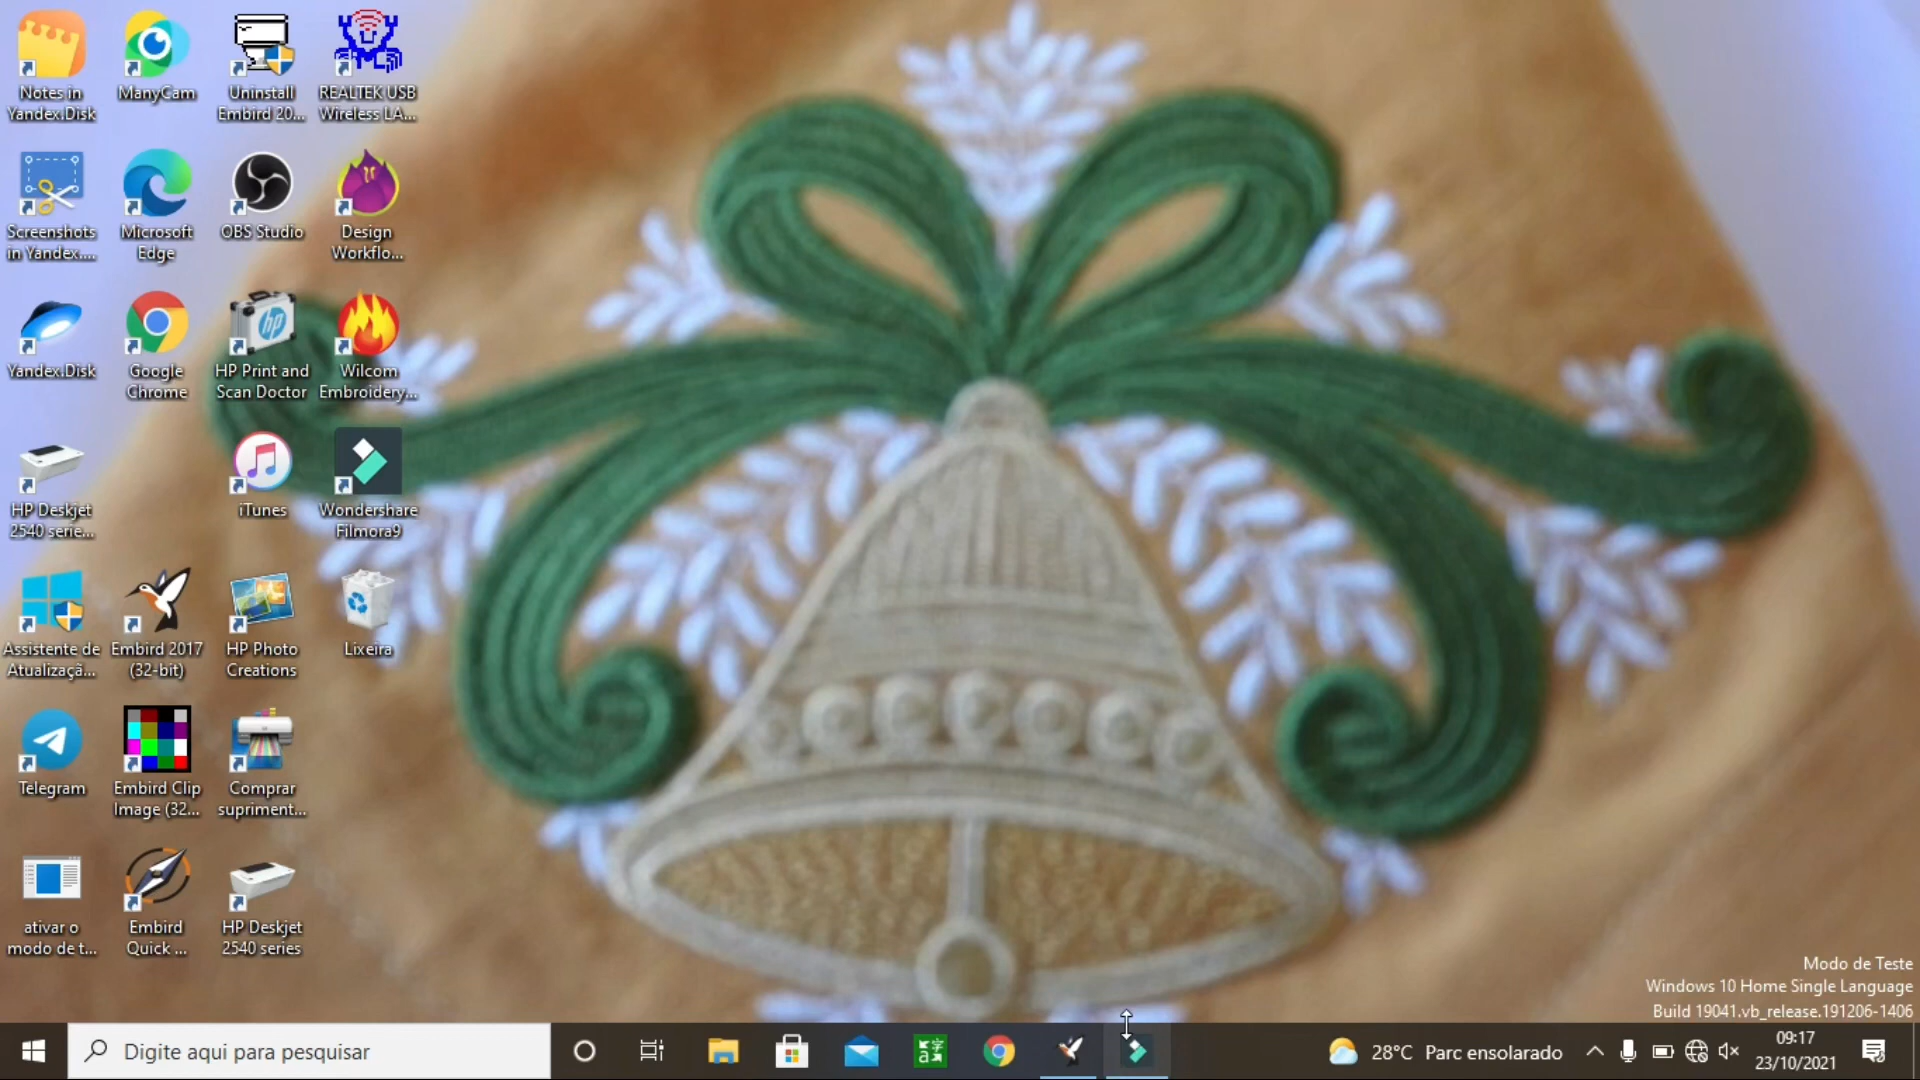 Notes in
Yandex.Disk
ManyCam
Uninstall
Embird 20...
REALTEK USB
Wireless LA...
Screenshots
in Yandex....
Microsoft
Edge
OBS Studio
Design
Workflo...
Yandex.Disk
Google
Chrome
HP Print and
Scan Doctor
Wilcom
Embroidery...
HP Deskjet
2540 serie...
iTunes
Wondershare
Filmora9
Assistente de
Atualizaçã...
Embird 2017
(32-bit)
HP Photo
Creations
Lixeira
Telegram
Embird Clip
Image (32...
Comprar
supriment...
ativar o
modo de t...
Embird
Quick ...
HP Deskjet
2540 series
Modo de Teste
Windows 10 Home Single Language
Build 19041.vb_release.191206-1406
Digite aqui para pesquisar
28°C Parc ensolarado
09:17
23/10/2021